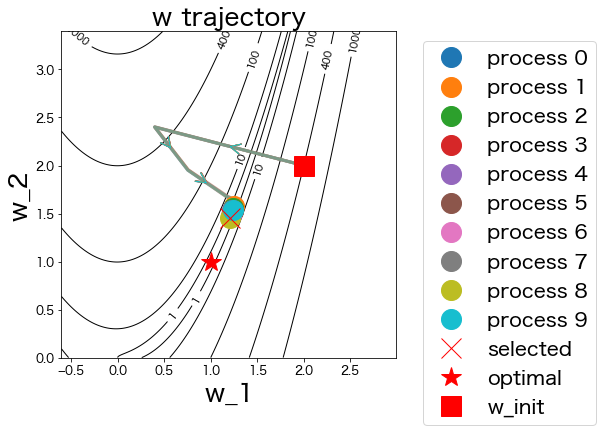 w trajectory
w_2
3.0
2.5
2.0
1.5
1.0
0.5
0.0
400
100
100
400
1000
10
10
1
1
−0.5
0.0
0.5
1.0
1.5
2.0
2.5
w_1
process 0
process 1
process 2
process 3
process 4
process 5
process 6
process 7
process 8
process 9
selected
optimal
w_init